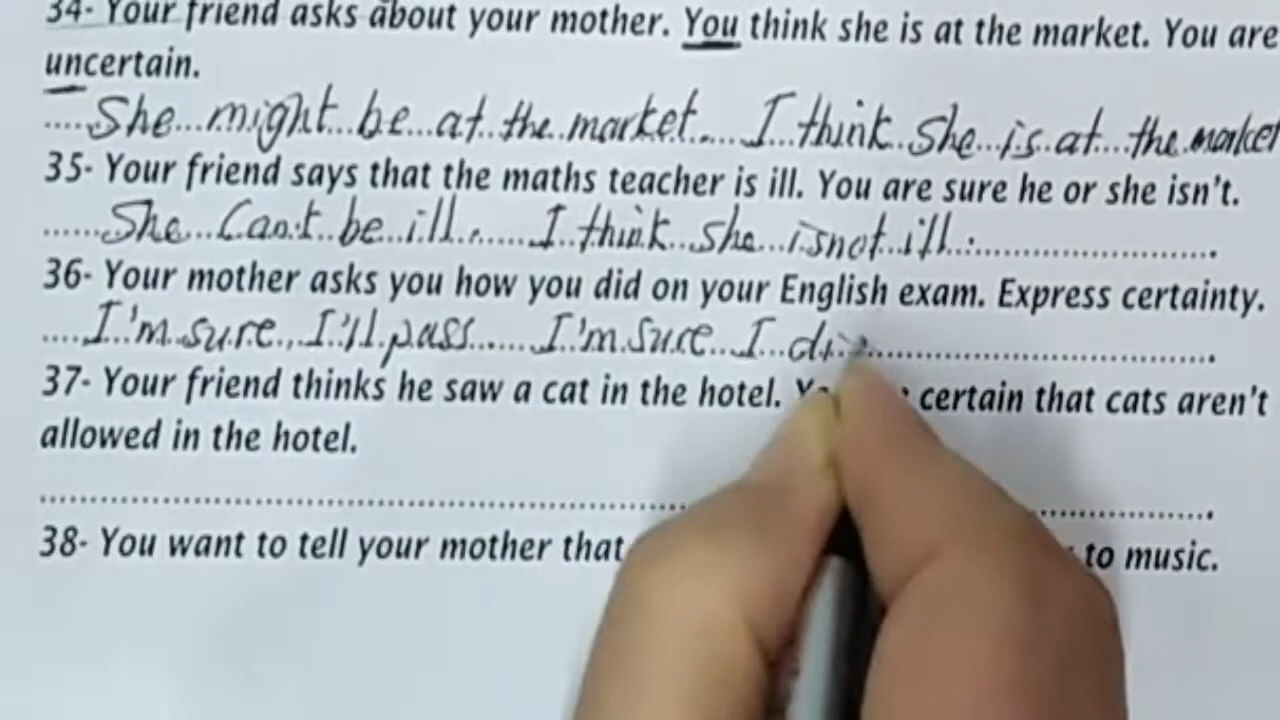 34- Your friend asks about your mother. You think she is at the market. You are
uncertain.
....She...might...be...at...the...market.....I think...She...is...at....the market
35- Your friend says that the maths teacher is ill. You are sure he or she isn't.
......She...Can't...be...ill.......I...think...she...isnot...ill...............................
36- Your mother asks you how you did on your English exam. Express certainty.
....I'm...sure...I'll pass......I'm...Sure...I...di...............................
37- Your friend thinks he saw a cat in the hotel. certain that cats aren't
allowed in the hotel.
38- You want to tell your mother that to music.